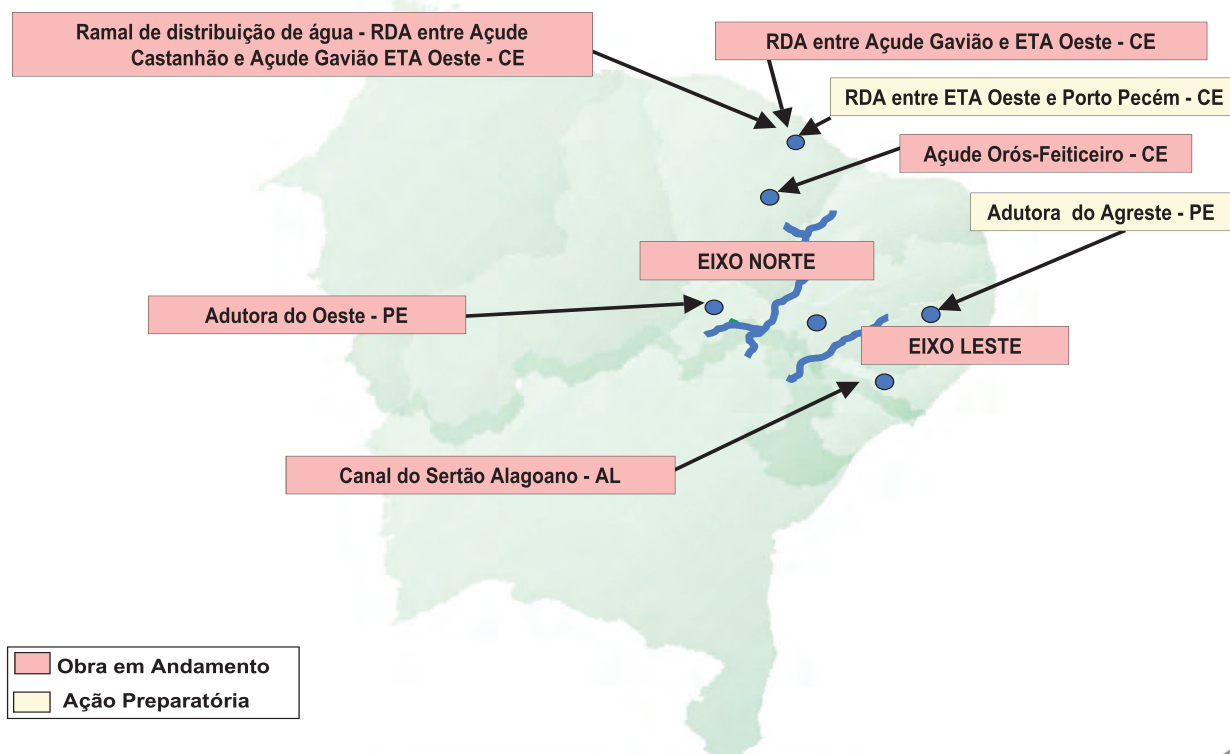 Ramal de distribuição de água - RDA entre Açude
Castanhão e Açude Gavião ETA Oeste - CE
RDA entre Açude Gavião e ETA Oeste - CE
RDA entre ETA Oeste e Porto Pecém - CE
Açude Orós-Feiticeiro - CE
Adutora do Agreste - PE
EIXO NORTE
Adutora do Oeste - PE
EIXO LESTE
Canal do Sertão Alagoano - AL
Obra em Andamento
Ação Preparatória